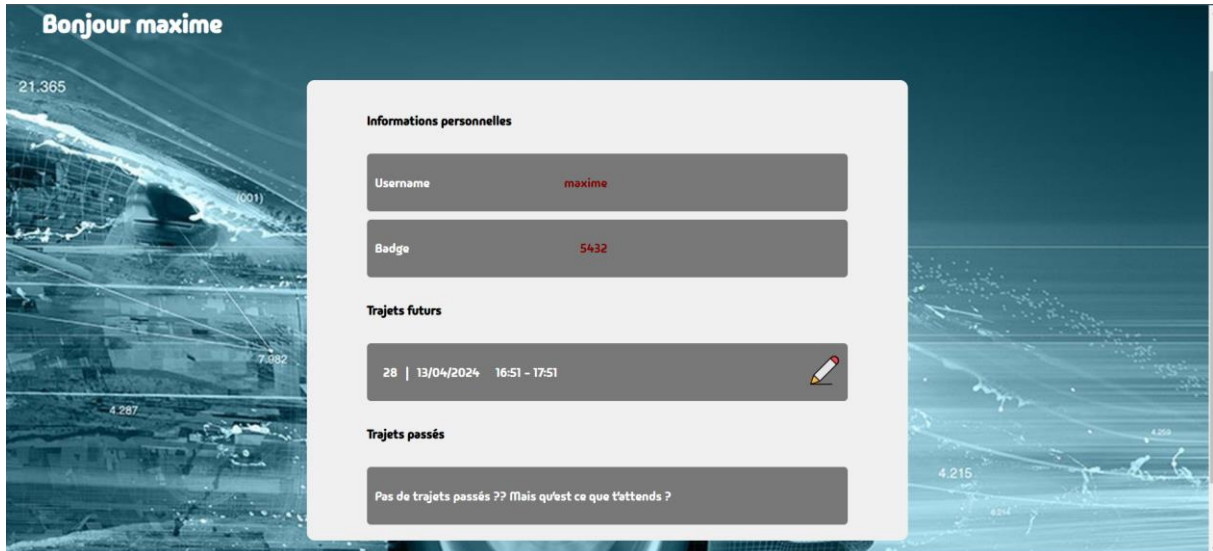 Bonjour maxime
21.365
Informations personnelles
Username maxime
(001)
Badge 5432
Trajets futurs
7.982
28 | 13/04/2024 16:51 - 17:51
4.287
Trajets passés
4.259
4.215
Pas de trajets passés ?? Mais qu'est ce que t'attends ?